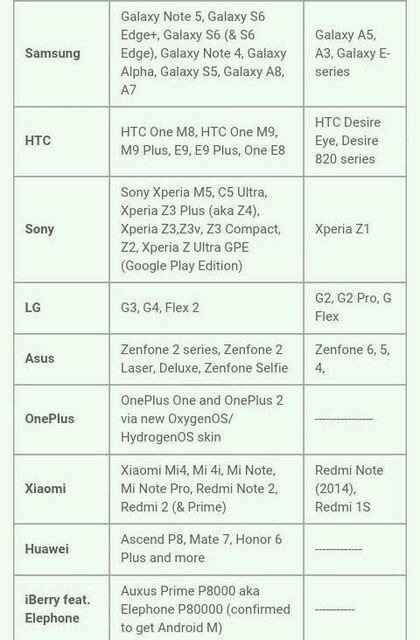 Samsung
Galaxy Note 5, Galaxy S6
Edge+, Galaxy S6 (& S6
Edge), Galaxy Note 4, Galaxy
Alpha, Galaxy S5, Galaxy A8,
A7
Galaxy A5,
A3, Galaxy E-
series
HTC
HTC One M8, HTC One M9,
M9 Plus, E9, E9 Plus, One E8
HTC Desire
Eye, Desire
820 series
Sony
Sony Xperia M5, C5 Ultra,
Xperia Z3 Plus (aka Z4),
Xperia Z3,Z3v, Z3 Compact,
Z2, Xperia Z Ultra GPE
(Google Play Edition)
Xperia Z1
LG
G3, G4, Flex 2
G2, G2 Pro, G
Flex
Asus
Zenfone 2 series, Zenfone 2
Laser, Deluxe, Zenfone Selfie
Zenfone 6, 5,
4,
OnePlus
OnePlus One and OnePlus 2
via new OxygenOS/
HydrogenOS skin
----------------
Xiaomi
Xiaomi Mi4, Mi 4i, Mi Note,
Mi Note Pro, Redmi Note 2,
Redmi 2 (& Prime)
Redmi Note
(2014),
Redmi 1S
Huawei
Ascend P8, Mate 7, Honor 6
Plus and more
-------------
iBerry feat.
Elephone
Auxus Prime P8000 aka
Elephone P80000 (confirmed
to get Android M)
-----------